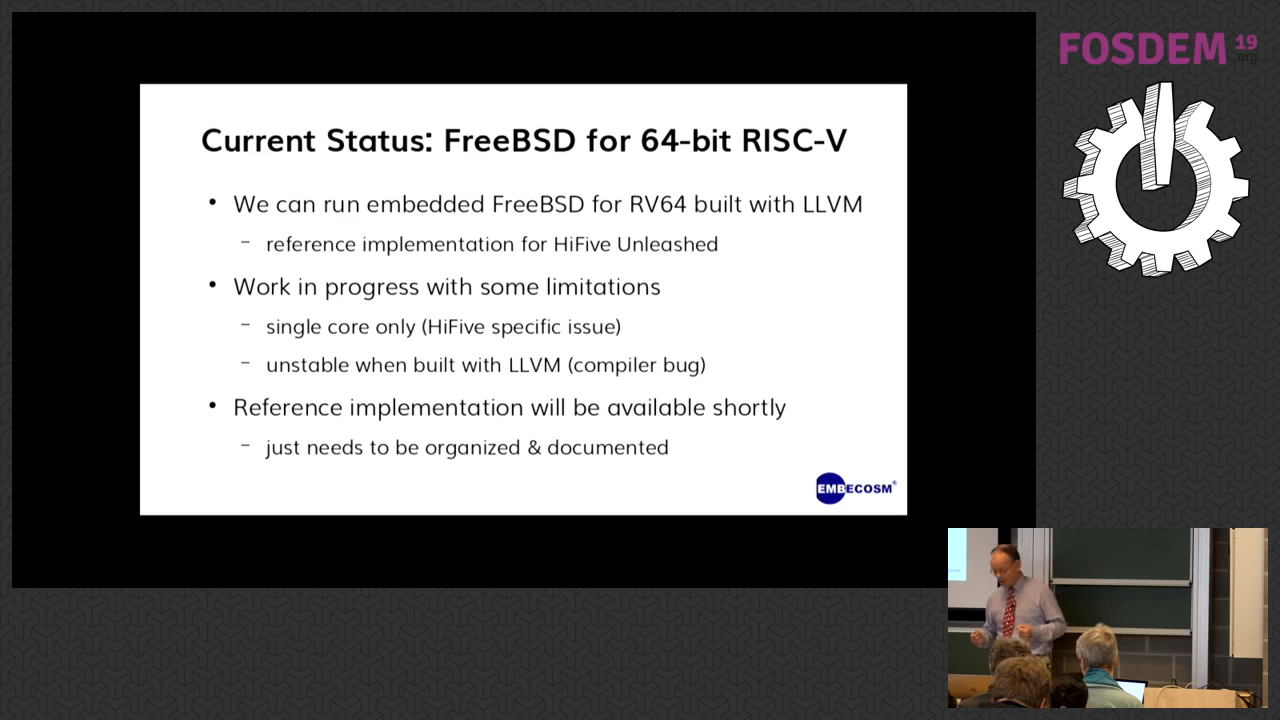 FOSDEM 19
.org
Current Status: FreeBSD for 64-bit RISC-V
• We can run embedded FreeBSD for RV64 built with LLVM
– reference implementation for HiFive Unleashed
• Work in progress with some limitations
– single core only (HiFive specific issue)
– unstable when built with LLVM (compiler bug)
• Reference implementation will be available shortly
– just needs to be organized & documented
EMBECOSM®